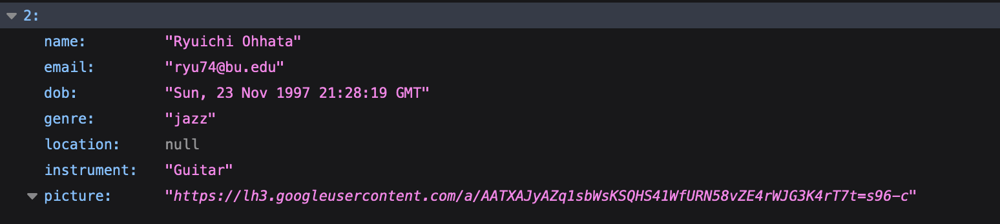 2:
name: "Ryuichi Ohhata"
email: "ryu74@bu.edu"
dob: "Sun, 23 Nov 1997 21:28:19 GMT"
genre: "jazz"
location: null
instrument: "Guitar"
picture: "https://lh3.googleusercontent.com/a/AATXAJyAZq1sbWsKSQHS41WfURN58vZE4rWJG3K4rT7t=s96-c"